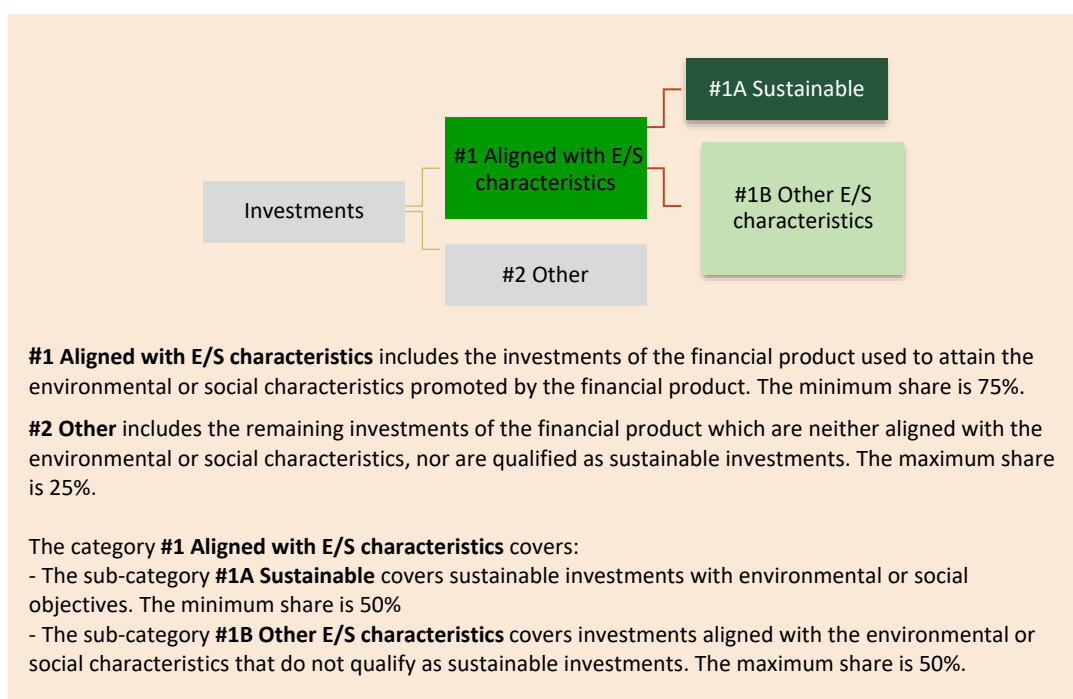 #1A Sustainable
#1 Aligned with E/S
characteristics
#1B Other E/S
characteristics
Investments
#2 Other
#1 Aligned with E/S characteristics includes the investments of the financial product used to attain the
environmental or social characteristics promoted by the financial product. The minimum share is 75%.
#2 Other includes the remaining investments of the financial product which are neither aligned with the
environmental or social characteristics, nor are qualified as sustainable investments. The maximum share
is 25%.
The category #1 Aligned with E/S characteristics covers:
- The sub-category #1A Sustainable covers sustainable investments with environmental or social
objectives. The minimum share is 50%
- The sub-category #1B Other E/S characteristics covers investments aligned with the environmental or
social characteristics that do not qualify as sustainable investments. The maximum share is 50%.